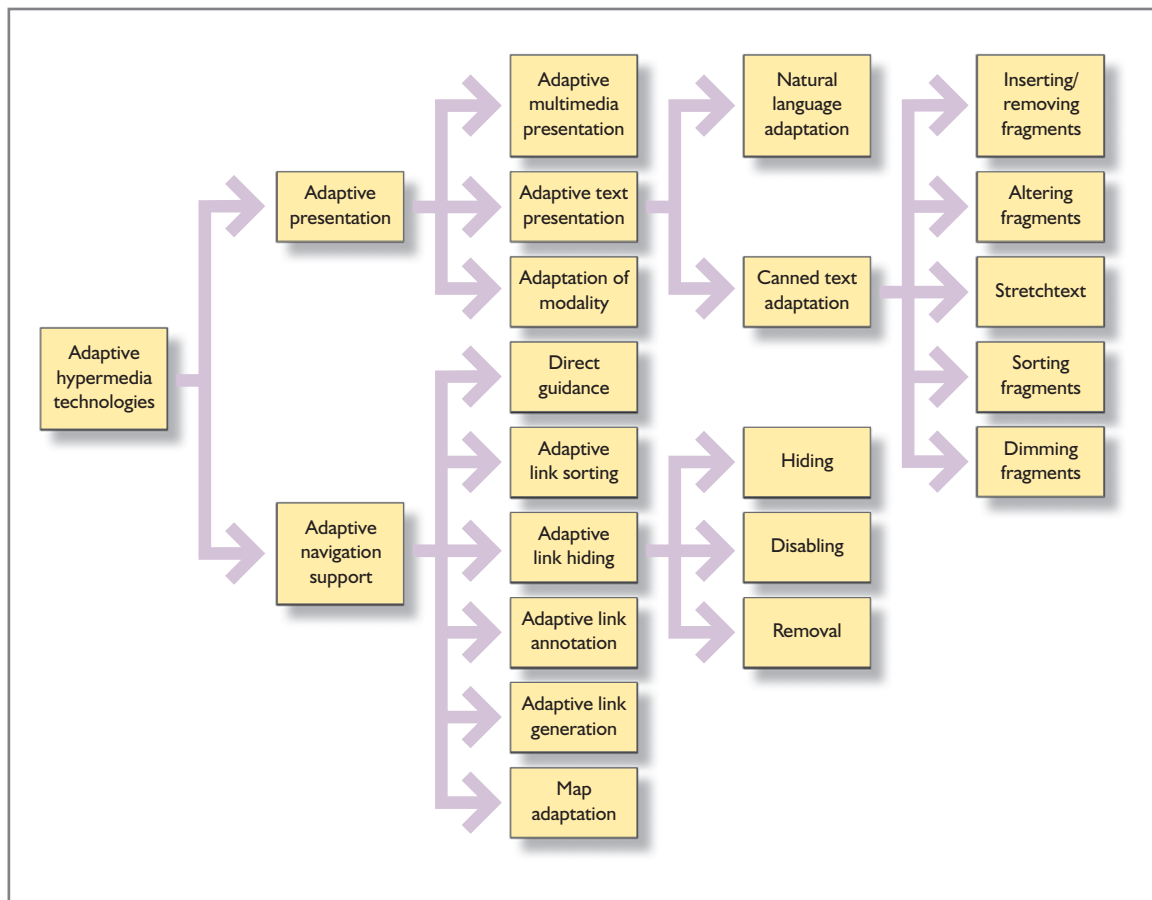 Adaptive
hypermedia
technologies
Adaptive
presentation
Adaptive
navigation
support
Adaptive
multimedia
presentation
Adaptive text
presentation
Adaptation of
modality
Direct
guidance
Adaptive
link sorting
Adaptive
link hiding
Adaptive link
annotation
Adaptive link
generation
Map
adaptation
Natural
language
adaptation
Canned text
adaptation
Hiding
Disabling
Removal
Inserting/
removing
fragments
Altering
fragments
Stretchtext
Sorting
fragments
Dimming
fragments